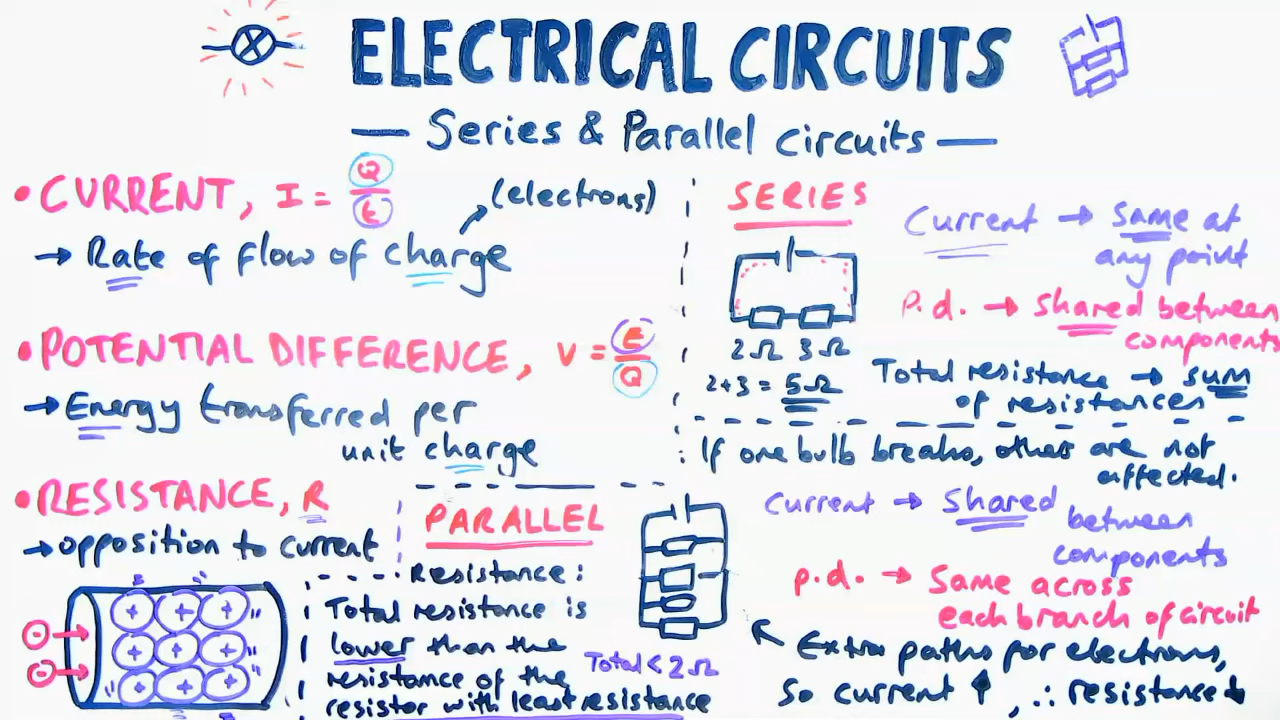 ELECTRICAL CIRCUITS
— Series & Parallel circuits —
• CURRENT, I = Q/t
(electrons)
→ Rate of flow of charge
• POTENTIAL DIFFERENCE, V = E/Q
→ Energy transferred per
unit charge
• RESISTANCE, R
→ opposition to current
+ + +
- + + +
- + + +
SERIES
2Ω 3Ω
2+3 = 5Ω
Current → Same at
any point
P.d. → shared between
components
Total resistance → sum
of resistances
PARALLEL
Resistance:
Total resistance is
lower than the
resistance of the
resistor with least resistance
Total < 2Ω
If one bulb breaks, others are not
affected.
Current → Shared
between
components
p.d. → Same across
each branch of circuit
Extra paths for electrons,
So current ↑, ∴ resistance ↓